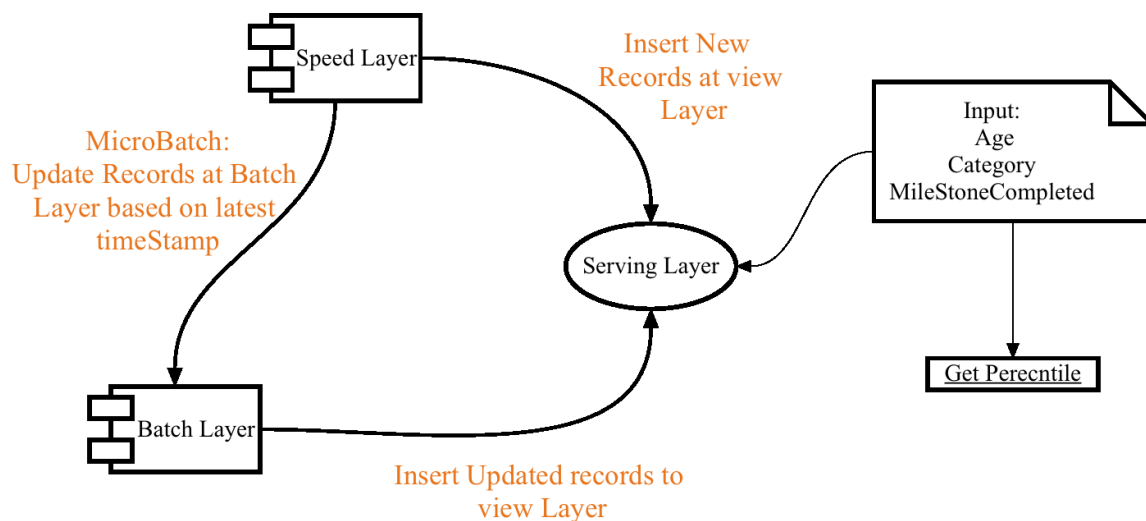 Speed Layer
Insert New
Records at view
Layer
MicroBatch:
Update Records at Batch
Layer based on latest
timeStamp
Input:
Age
Category
MileStoneCompleted
Serving Layer
Get Perecntile
Batch Layer
Insert Updated records to
view Layer